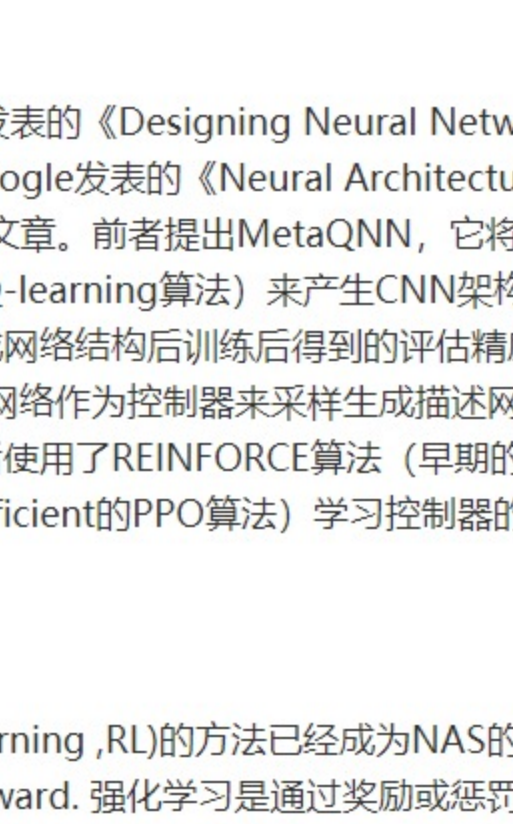 发表的《Designing Neural Netw
ogle发表的《Neural Architectu
文章。前者提出MetaQNN，它将
-learning算法）来产生CNN架构
网络结构后训练后得到的评估精度
网络作为控制器来采样生成描述网
使用了REINFORCE算法（早期的
ficient的PPO算法）学习控制器的
rning ,RL)的方法已经成为NAS的
ward. 强化学习是通过奖励或惩罚